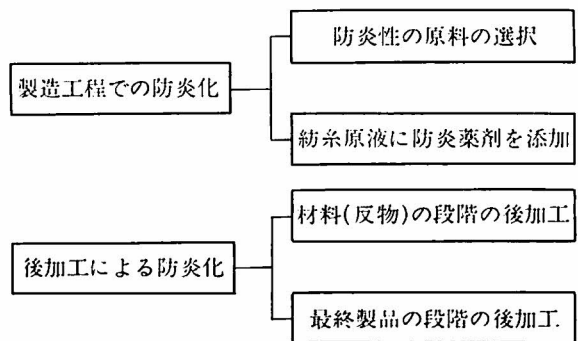 防炎性の原料の選択
製造工程での防炎化
紡糸原液に防炎薬剤を添加
材料(反物)の段階の後加工
後加工による防炎化
最終製品の段階の後加工